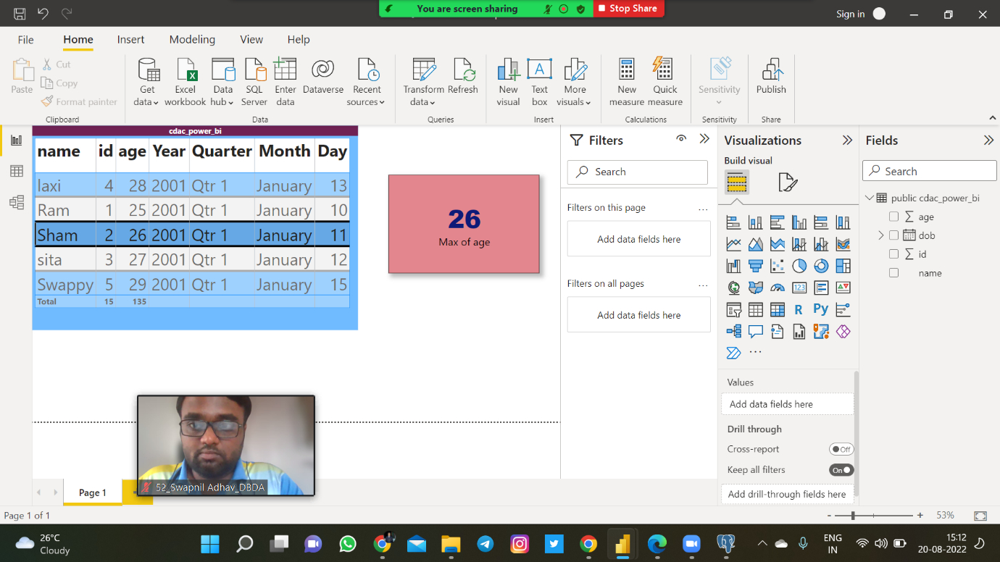 You are screen sharing
Stop Share
Sign in
File Home Insert Modeling View Help
Paste
Cut
Copy
Format painter
Clipboard
Get data
Excel workbook
Data hub
SQL Server
Enter data
Dataverse
Recent sources
Data
Transform data
Refresh
Queries
New visual
Text box
More visuals
Insert
New measure
Quick measure
Calculations
Sensitivity
Sensitivity
Publish
Share
cdac_power_bi
name id age Year Quarter Month Day
laxi 4 28 2001 Qtr 1 January 13
Ram 1 25 2001 Qtr 1 January 10
Sham 2 26 2001 Qtr 1 January 11
sita 3 27 2001 Qtr 1 January 12
Swappy 5 29 2001 Qtr 1 January 15
Total 15 135
26
Max of age
Filters
Search
Filters on this page ...
Add data fields here
Filters on all pages ...
Add data fields here
Visualizations
Build visual
123
R Py
...
Values
Add data fields here
Drill through
Cross-report Off
Keep all filters On
Add drill-through fields here
Fields
Search
public cdac_power_bi
age
dob
id
name
52_Swapnil Adhav_DBDA
Page 1
Page 1 of 1
- + 53%
26°C
Cloudy
ENG
IN
15:12
20-08-2022